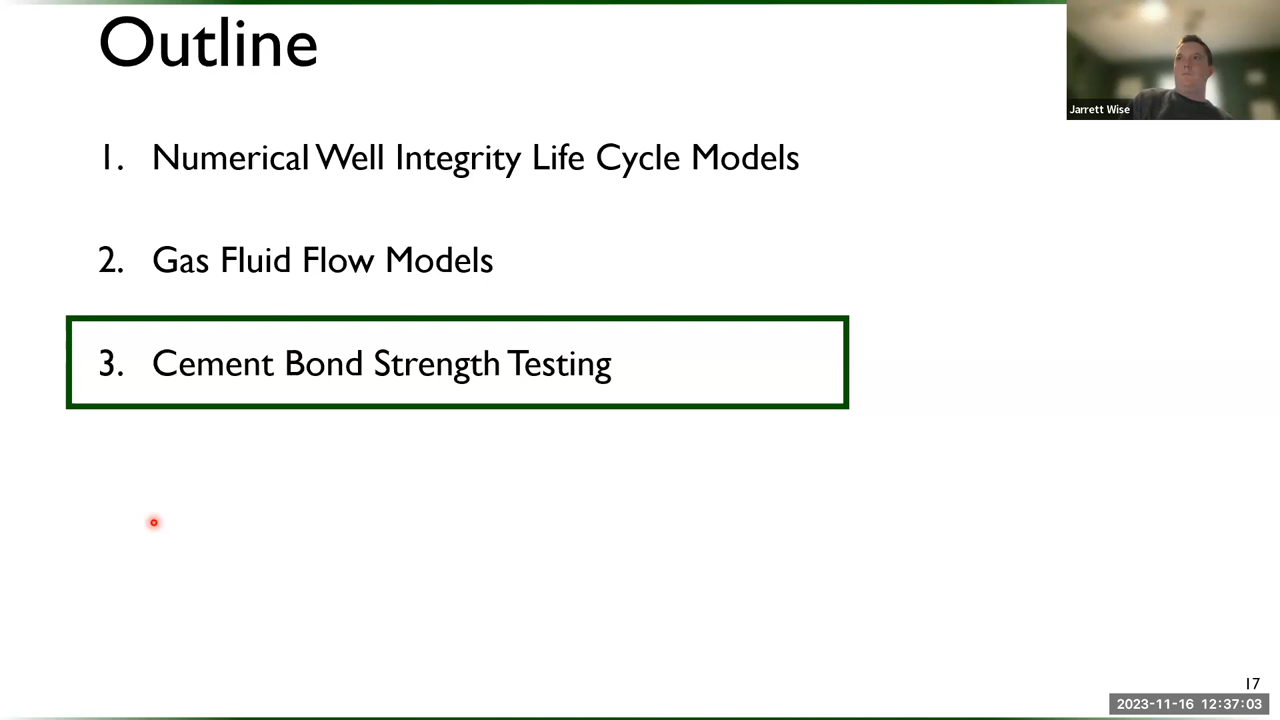 Outline
Jarrett Wise
1. Numerical Well Integrity Life Cycle Models
2. Gas Fluid Flow Models
3. Cement Bond Strength Testing
17
2023-11-16 12:37:03